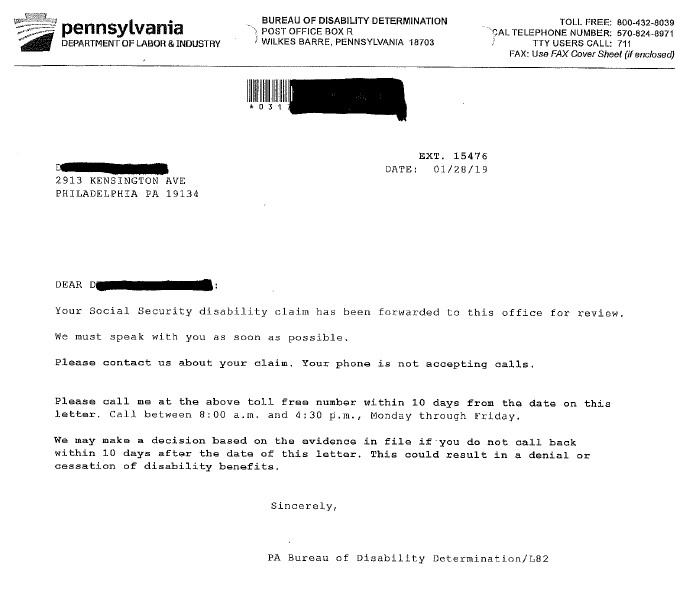 pennsylvania
DEPARTMENT OF LABOR & INDUSTRY
BUREAU OF DISABILITY DETERMINATION
POST OFFICE BOX R
WILKES BARRE, PENNSYLVANIA 18703
TOLL FREE: 800-432-8039
CAL TELEPHONE NUMBER: 570-824-8971
TTY USERS CALL: 711
FAX: Use FAX Cover Sheet (if enclosed)
* 0 3 1
EXT. 15476
DATE: 01/28/19
D
2913 KENSINGTON AVE
PHILADELPHIA PA 19134
DEAR D :
Your Social Security disability claim has been forwarded to this office for review.
We must speak with you as soon as possible.
Please contact us about your claim. Your phone is not accepting calls.
Please call me at the above toll free number within 10 days from the date on this
letter. Call between 8:00 a.m. and 4:30 p.m., Monday through Friday.
We may make a decision based on the evidence in file if you do not call back
within 10 days after the date of this letter. This could result in a denial or
cessation of disability benefits.
Sincerely,
PA Bureau of Disability Determination/L82